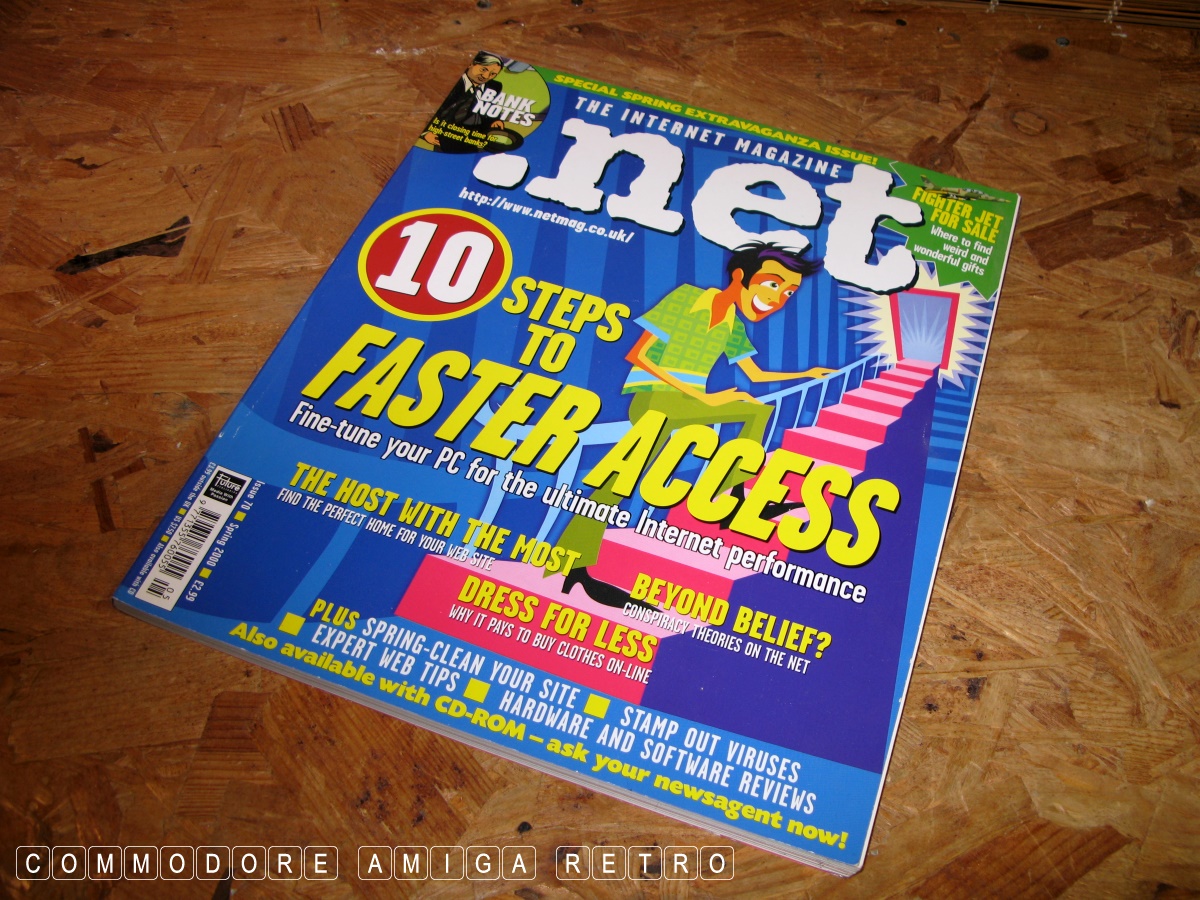 SPECIAL SPRING EXTRAVAGANZA ISSUE!
BANK
NOTES
Is it closing time for
high-street banks?
THE INTERNET MAGAZINE
.net
http://www.netmag.co.uk/
FIGHTER JET
FOR SALE
Where to find
weird and
wonderful gifts
10
STEPS
TO
FASTER ACCESS
Fine-tune your PC for the ultimate Internet performance
THE HOST WITH THE MOST
FIND THE PERFECT HOME FOR YOUR WEB SITE
DRESS FOR LESS
WHY IT PAYS TO BUY CLOTHES ON-LINE
BEYOND BELIEF?
CONSPIRACY THEORIES ON THE NET
Future
Media With
Passion
Issue 70 Spring 2000 £2.99
PLUS SPRING-CLEAN YOUR SITE STAMP OUT VIRUSES
EXPERT WEB TIPS HARDWARE AND SOFTWARE REVIEWS
Also available with CD-ROM – ask your newsagent now!
COMMODORE AMIGA RETRO